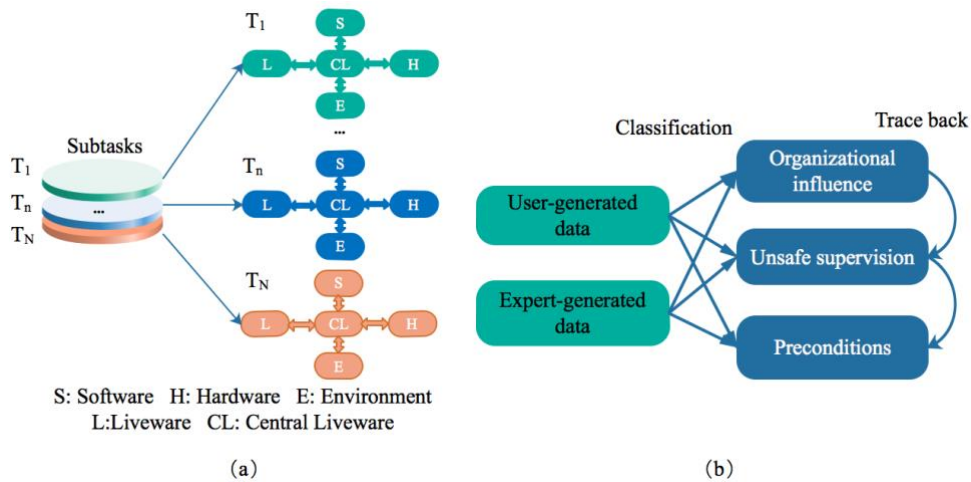 Subtasks
T1
Tn
TN
...
T1
S
L
CL
H
E
...
Tn
S
L
CL
H
E
TN
S
L
CL
H
E
S: Software H: Hardware E: Environment
L:Liveware CL: Central Liveware
(a)
Classification
Trace back
User-generated
data
Expert-generated
data
Organizational
influence
Unsafe supervision
Preconditions
(b)